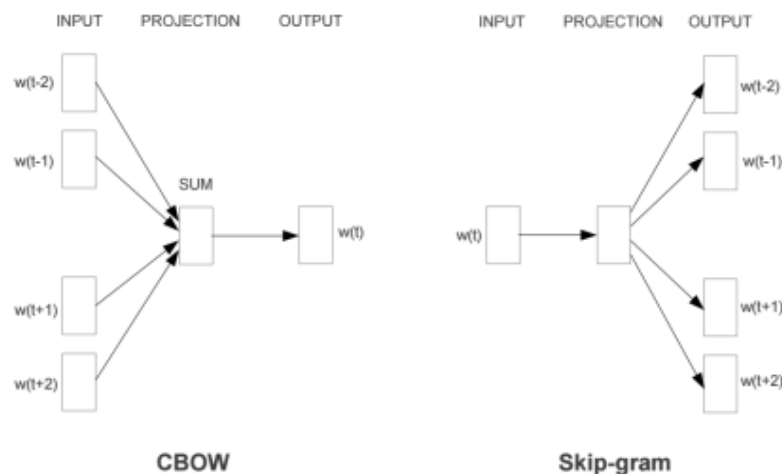 INPUT PROJECTION OUTPUT
w(t-2)
w(t-1)
SUM
w(t)
w(t+1)
w(t+2)
CBOW
INPUT PROJECTION OUTPUT
w(t-2)
w(t-1)
w(t)
w(t+1)
w(t+2)
Skip-gram